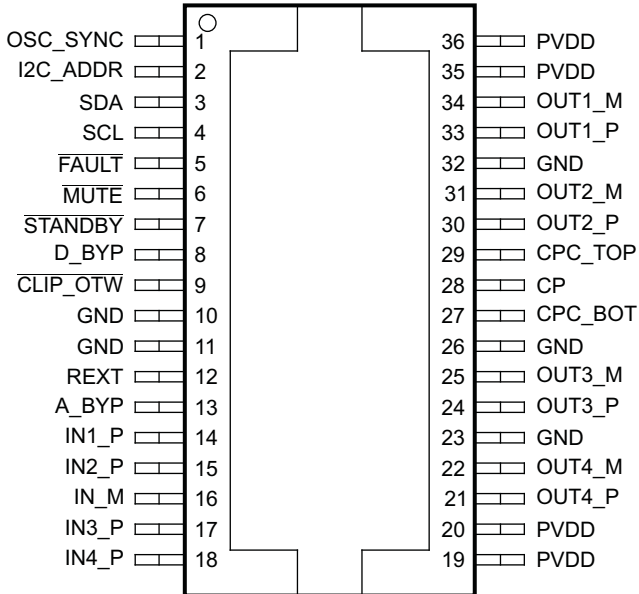 OSC_SYNC 1 36 PVDD
I2C_ADDR 2 35 PVDD
SDA 3 34 OUT1_M
SCL 4 33 OUT1_P
FAULT 5 32 GND
MUTE 6 31 OUT2_M
STANDBY 7 30 OUT2_P
D_BYP 8 29 CPC_TOP
CLIP_OTW 9 28 CP
GND 10 27 CPC_BOT
GND 11 26 GND
REXT 12 25 OUT3_M
A_BYP 13 24 OUT3_P
IN1_P 14 23 GND
IN2_P 15 22 OUT4_M
IN_M 16 21 OUT4_P
IN3_P 17 20 PVDD
IN4_P 18 19 PVDD